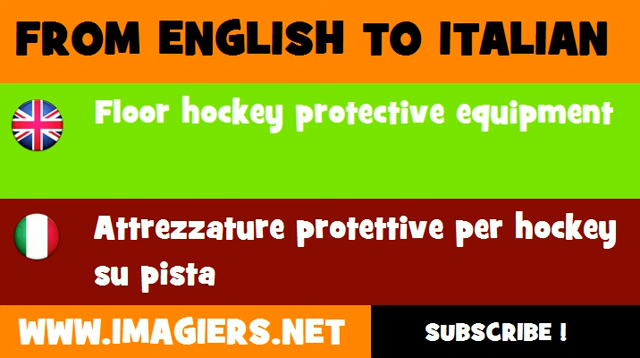 FROM ENGLISH TO ITALIAN
Floor hockey protective equipment
Attrezzature protettive per hockey
su pista
WWW.IMAGIERS.NET
SUBSCRIBE !